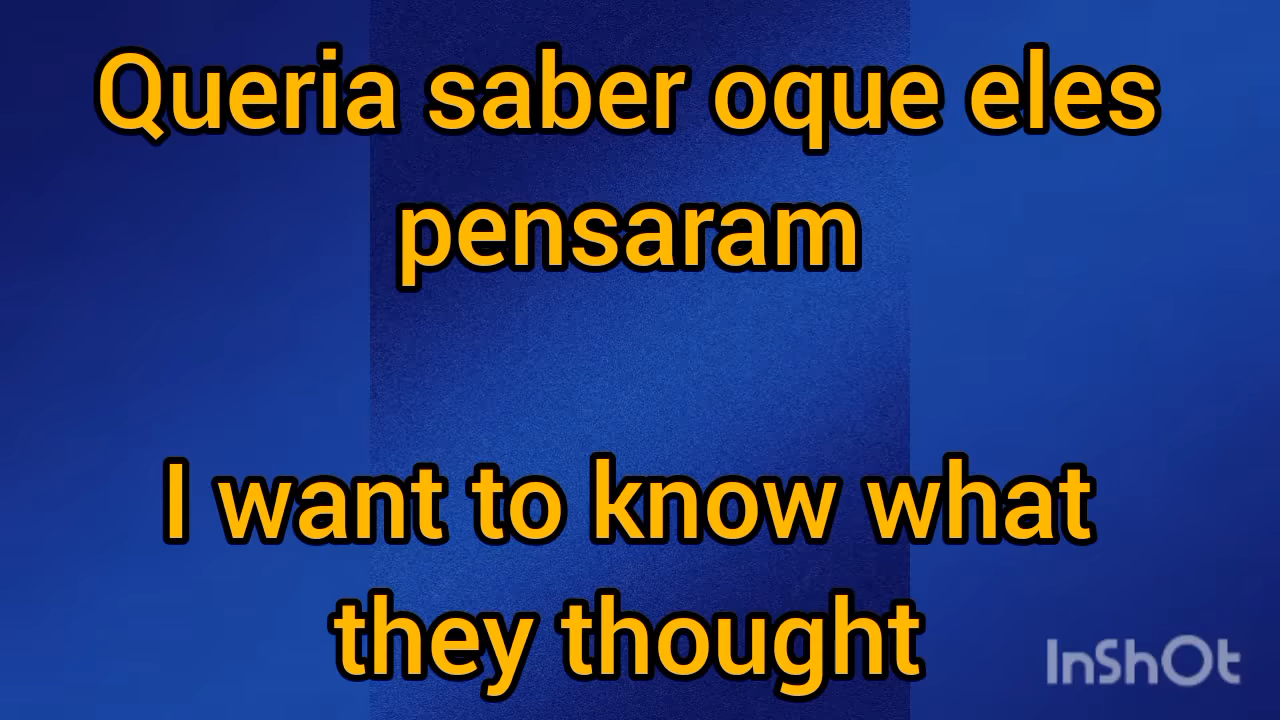 Queria saber oque eles
pensaram
I want to know what
they thought
InShOt